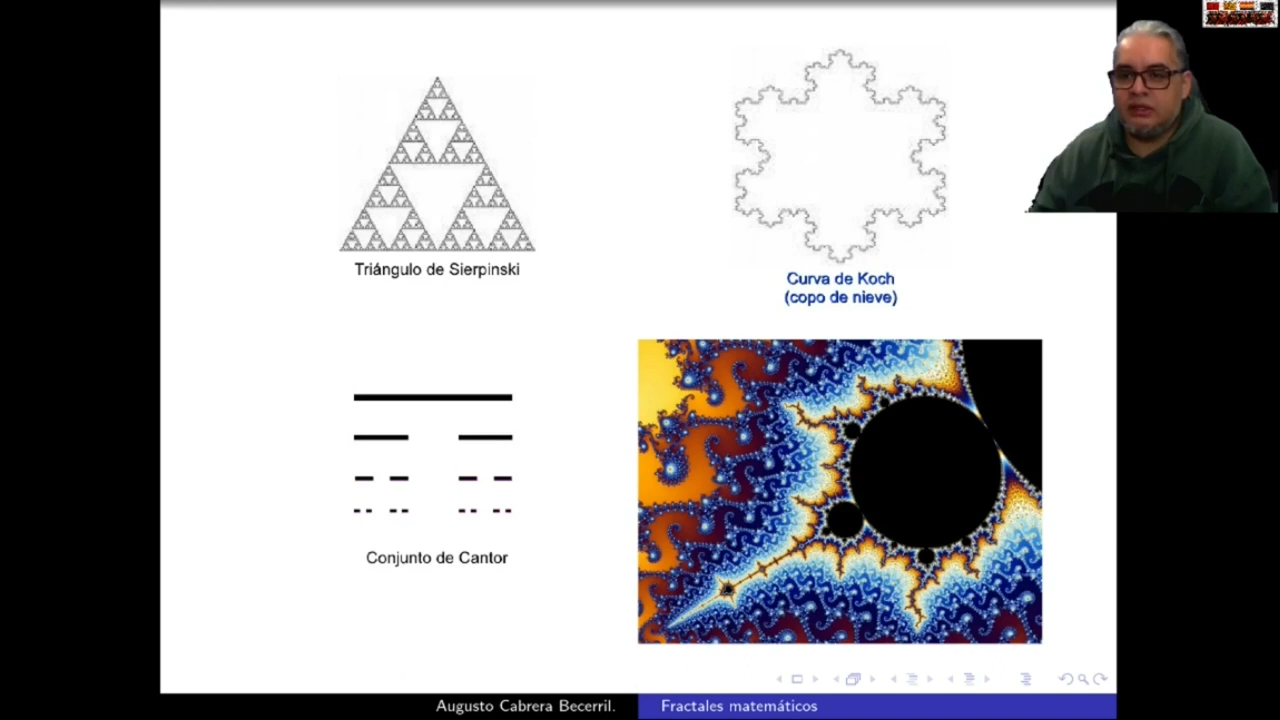 Triángulo de Sierpinski
Curva de Koch
(copo de nieve)
Conjunto de Cantor
Augusto Cabrera Becerril.
Fractales matemáticos